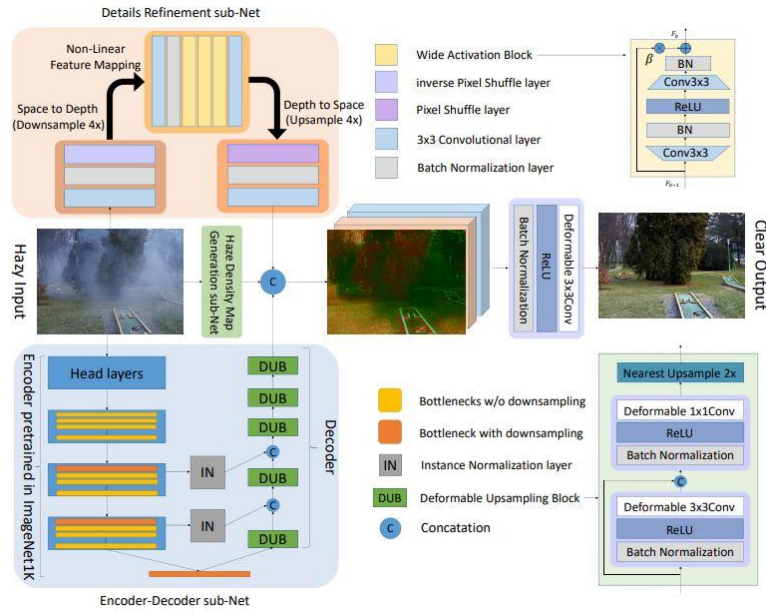 Details Refinement sub-Net
Non-Linear
Feature Mapping
Space to Depth
(Downsample 4x)
Depth to Space
(Upsample 4x)
Wide Activation Block
inverse Pixel Shuffle layer
Pixel Shuffle layer
3x3 Convolutional layer
Batch Normalization layer
F_b
β
BN
Conv3x3
ReLU
BN
Conv3x3
F_{b-1}
Hazy Input
Haze Density Map
Generation sub-Net
C
Batch Normalization
ReLU
Deformable 3x3Conv
Clear Output
Encoder pretrained in ImageNet1K
Head layers
IN
IN
DUB
DUB
DUB
C
DUB
C
DUB
Decoder
Encoder-Decoder sub-Net
Bottlenecks w/o downsampling
Bottleneck with downsampling
IN
Instance Normalization layer
DUB
Deformable Upsampling Block
C
Concatation
Nearest Upsample 2x
Deformable 1x1Conv
ReLU
Batch Normalization
C
Deformable 3x3Conv
ReLU
Batch Normalization